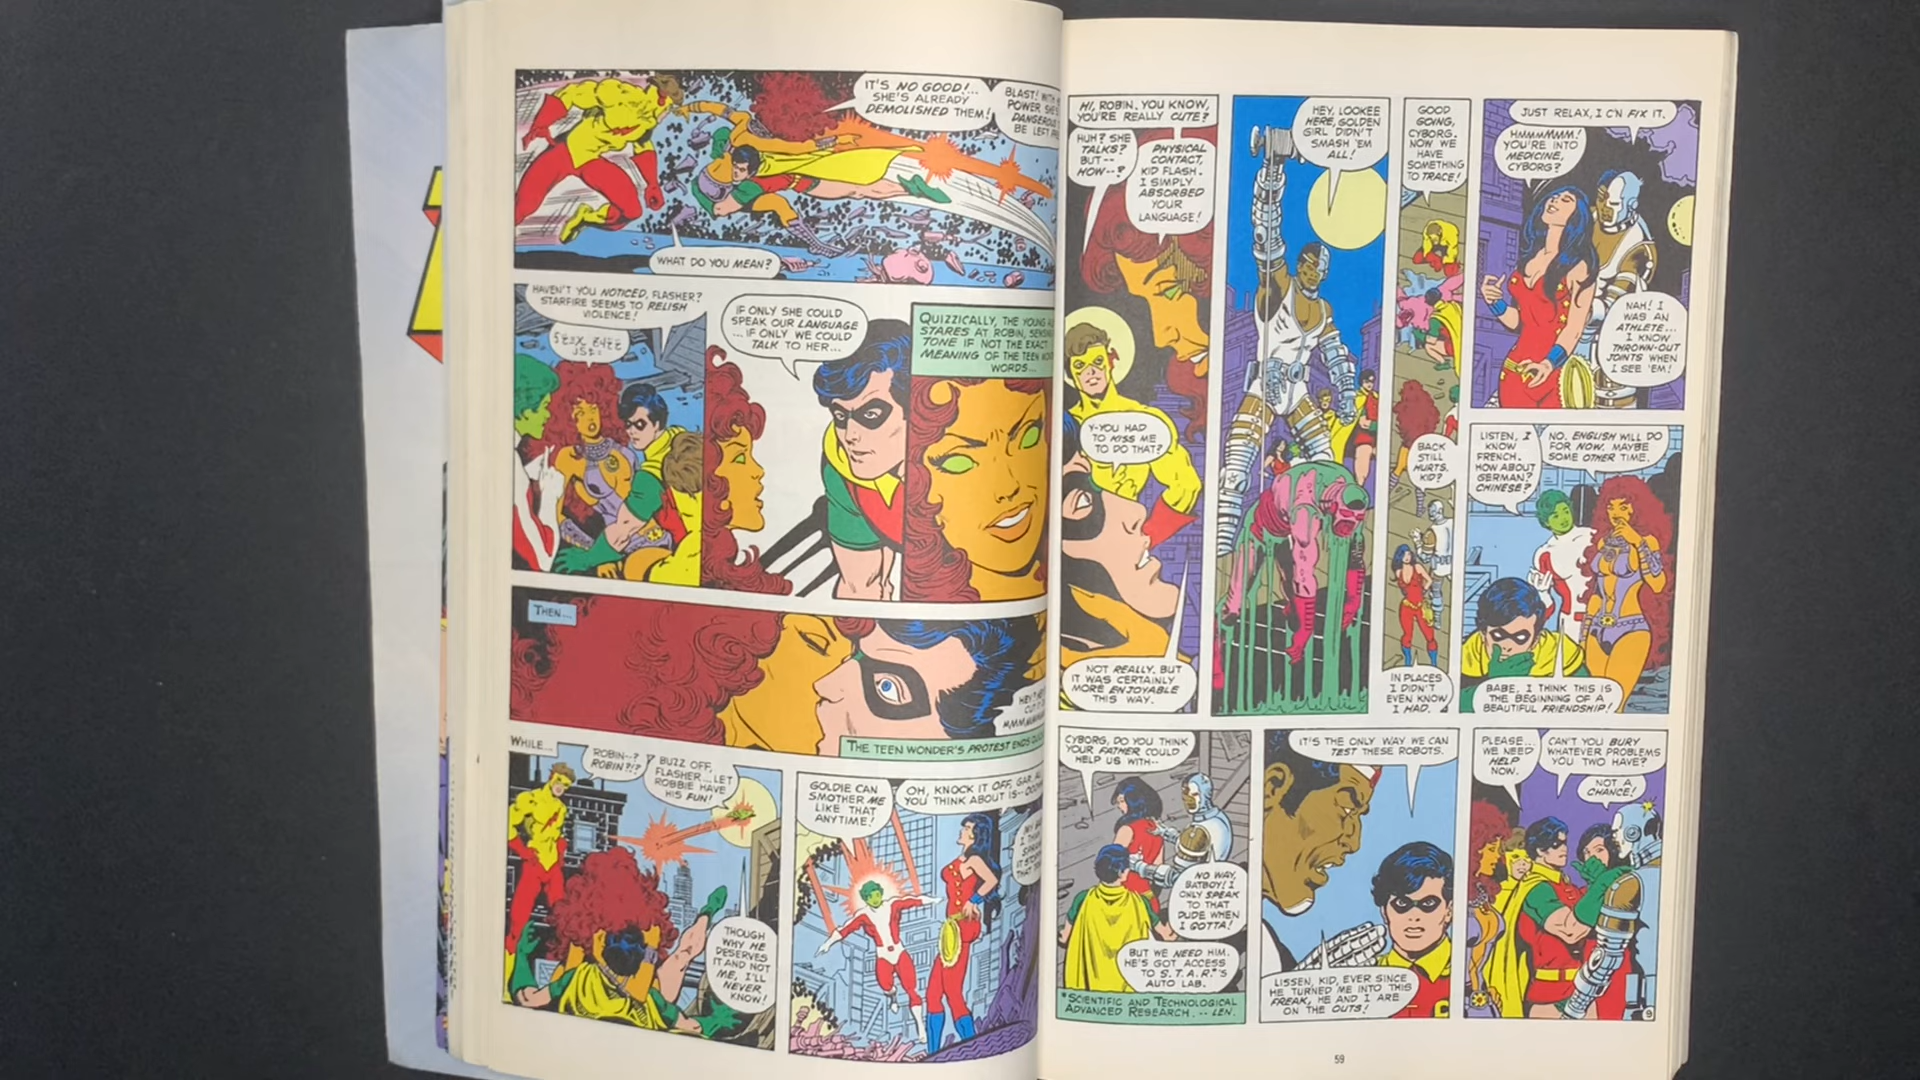 IT'S NO GOOD!...
SHE'S ALREADY
DEMOLISHED THEM!
BLAST! WITH
POWER SHE'S
DANGEROUS
BE LEFT
WHAT DO YOU MEAN?
HAVEN'T YOU NOTICED, FLASHER?
STARFIRE SEEMS TO RELISH
VIOLENCE!
IF ONLY SHE COULD
SPEAK OUR LANGUAGE
...IF ONLY WE COULD
TALK TO HER...
QUIZZICALLY, THE YOUNG
STARES AT ROBIN, SENSING
TONE IF NOT THE EXACT
MEANING OF THE TEEN
WORDS...
THEN...
HEY!
CUT
THE TEEN WONDER'S PROTEST ENDS
WHILE...
ROBIN--?
ROBIN?!?
BUZZ OFF,
FLASHER...LET
ROBBIE HAVE
HIS FUN!
THOUGH
WHY HE
DESERVES
IT AND NOT
ME, I'LL
NEVER
KNOW!
GOLDIE CAN
SMOTHER ME
LIKE THAT
ANYTIME!
OH, KNOCK IT OFF, GAR. ALL
YOU THINK ABOUT IS--
HI, ROBIN. YOU KNOW,
YOU'RE REALLY CUTE?
HUH? SHE
TALKS?
BUT--
HOW--?
PHYSICAL
CONTACT,
KID FLASH.
I SIMPLY
ABSORBED
YOUR
LANGUAGE!
Y-YOU HAD
TO KISS ME
TO DO THAT?
NOT REALLY. BUT
IT WAS CERTAINLY
MORE ENJOYABLE
THIS WAY.
HEY, LOOKEE
HERE, GOLDEN
GIRL DIDN'T
SMASH 'EM
ALL!
GOOD
GOING,
CYBORG.
NOW WE
HAVE
SOMETHING
TO TRACE!
BACK
STILL
HURTS,
KID?
IN PLACES
I DIDN'T
EVEN KNOW
I HAD.
JUST RELAX, I C'N FIX IT.
HMMMMMM!
YOU'RE INTO
MEDICINE,
CYBORG?
NAH! I
WAS AN
ATHLETE...
I KNOW
THROWN-OUT
JOINTS WHEN
I SEE 'EM!
LISTEN, I
KNOW
FRENCH.
HOW ABOUT
GERMAN?
CHINESE?
NO. ENGLISH WILL DO
FOR NOW. MAYBE
SOME OTHER TIME.
BABE, I THINK THIS IS
THE BEGINNING OF A
BEAUTIFUL FRIENDSHIP!
CYBORG, DO YOU THINK
YOUR FATHER COULD
HELP US WITH--
NO WAY,
BATBOY! I
ONLY SPEAK
TO THAT
DUDE WHEN
I GOTTA!
BUT WE NEED HIM.
HE'S GOT ACCESS
TO S.T.A.R.*'S
AUTO LAB.
*SCIENTIFIC AND TECHNOLOGICAL
ADVANCED RESEARCH. -- LEN.
IT'S THE ONLY WAY WE CAN
TEST THESE ROBOTS.
LISSEN, KID, EVER SINCE
HE TURNED ME INTO THIS
FREAK, HE AND I ARE
ON THE OUTS!
PLEASE...
WE NEED
HELP
NOW.
CAN'T YOU BURY
WHATEVER PROBLEMS
YOU TWO HAVE?
NOT A
CHANCE!
9
59